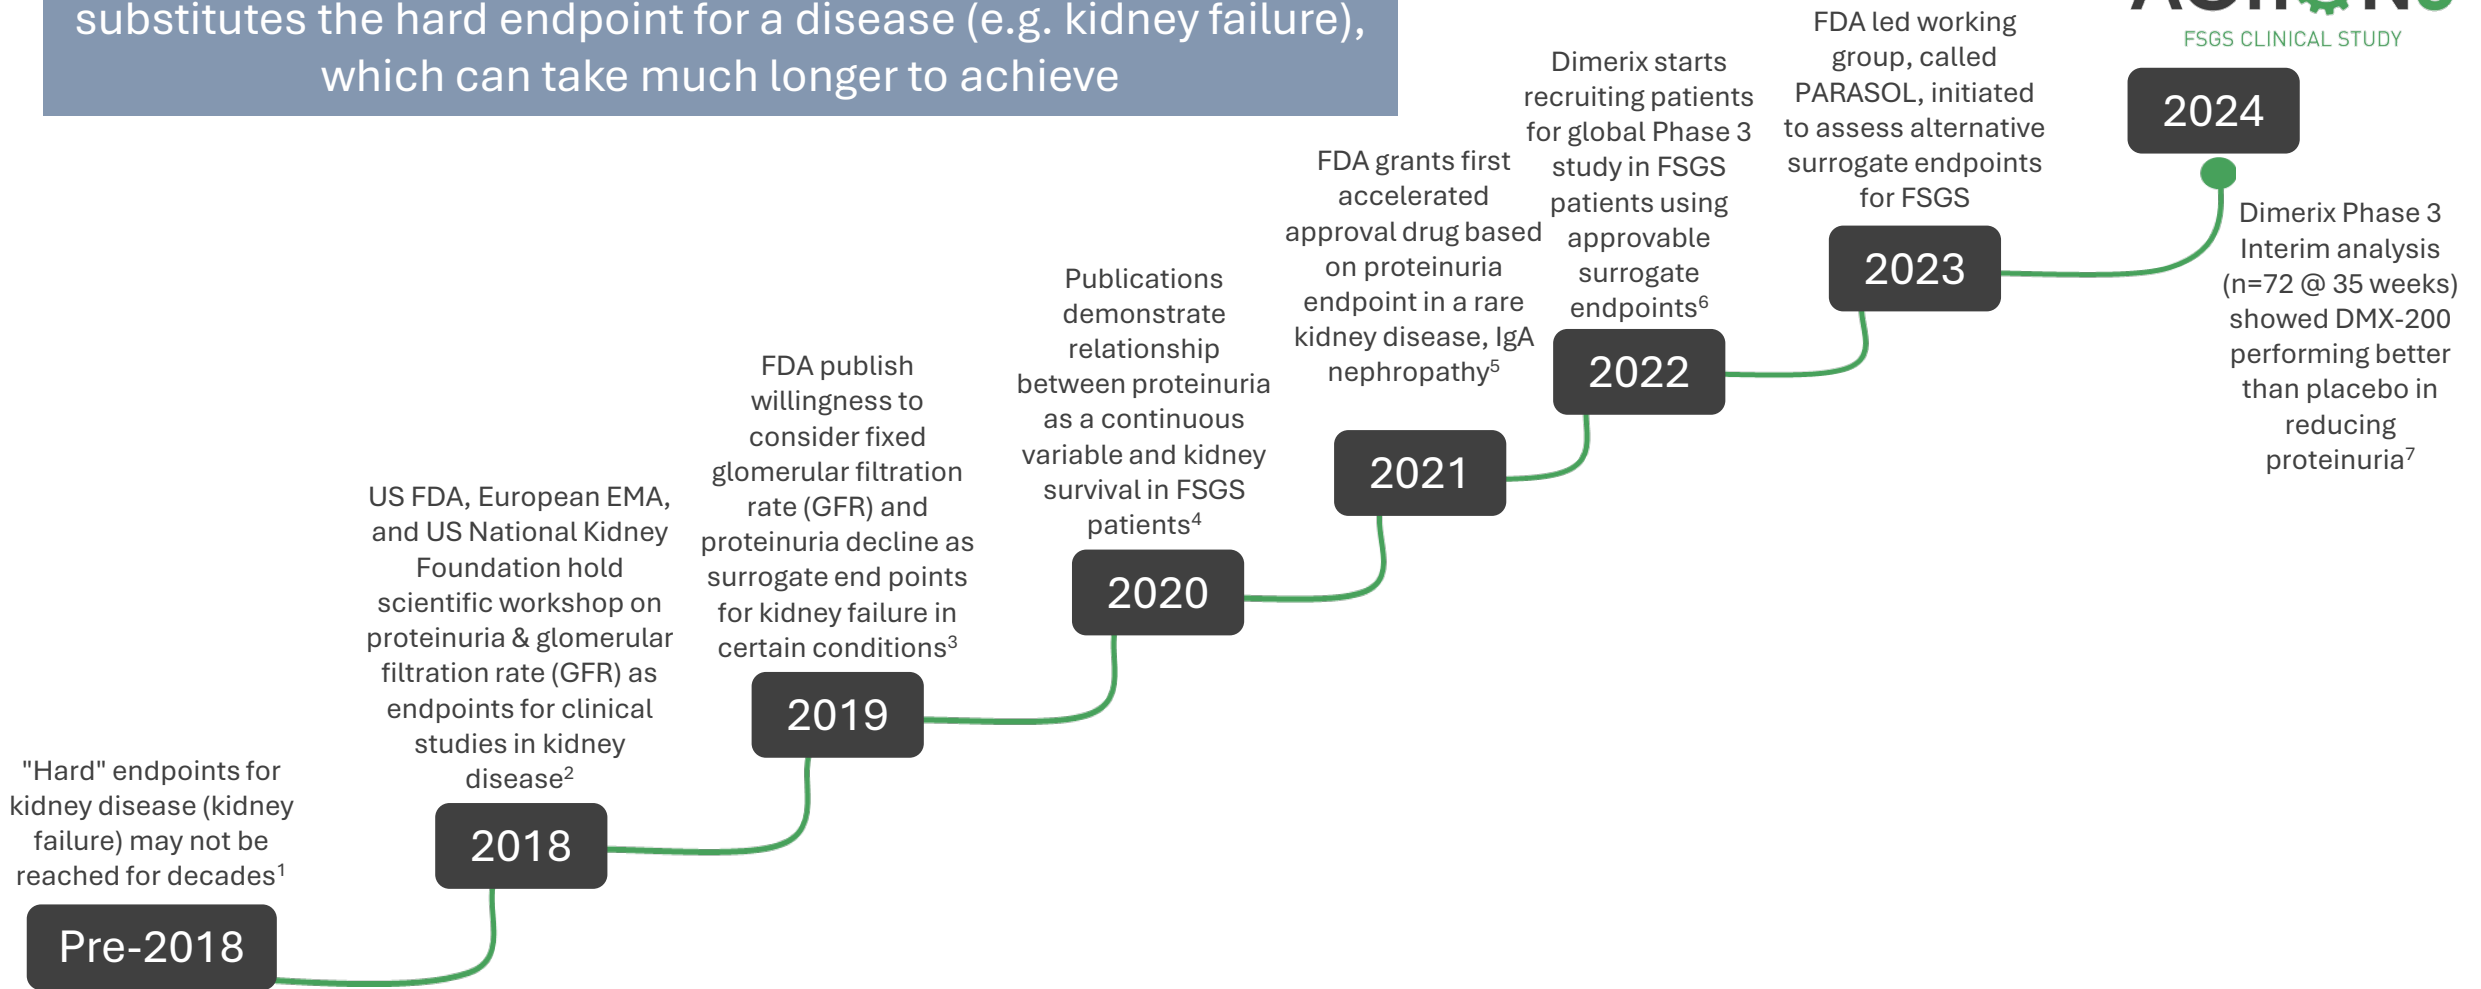 substitutes the hard endpoint for a disease (e.g. kidney failure),
which can take much longer to achieve
FSGS CLINICAL STUDY
"Hard" endpoints for
kidney disease (kidney
failure) may not be
reached for decades¹
Pre-2018
US FDA, European EMA,
and US National Kidney
Foundation hold
scientific workshop on
proteinuria & glomerular
filtration rate (GFR) as
endpoints for clinical
studies in kidney
disease²
2018
FDA publish
willingness to
consider fixed
glomerular filtration
rate (GFR) and
proteinuria decline as
surrogate end points
for kidney failure in
certain conditions³
2019
Publications
demonstrate
relationship
between proteinuria
as a continuous
variable and kidney
survival in FSGS
patients⁴
2020
FDA grants first
accelerated
approval drug based
on proteinuria
endpoint in a rare
kidney disease, IgA
nephropathy⁵
2021
Dimerix starts
recruiting patients
for global Phase 3
study in FSGS
patients using
approvable
surrogate
endpoints⁶
2022
FDA led working
group, called
PARASOL, initiated
to assess alternative
surrogate endpoints
for FSGS
2023
2024
Dimerix Phase 3
Interim analysis
(n=72 @ 35 weeks)
showed DMX-200
performing better
than placebo in
reducing
proteinuria⁷